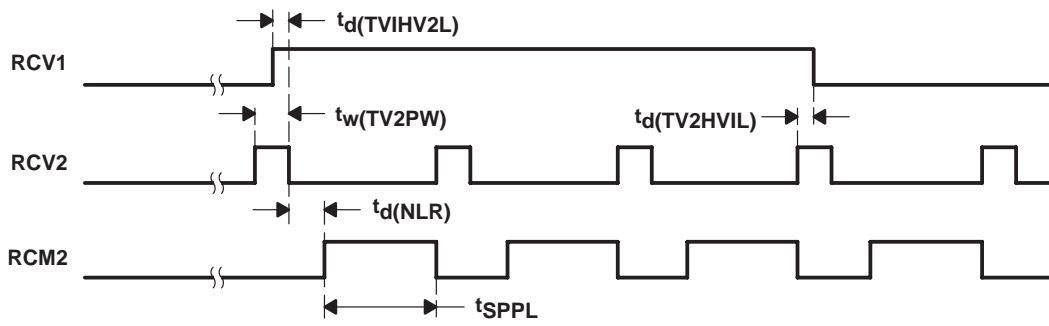 td(TVIHV2L)
RCV1
tw(TV2PW)
td(TV2HVIL)
RCV2
td(NLR)
RCM2
tSPPL